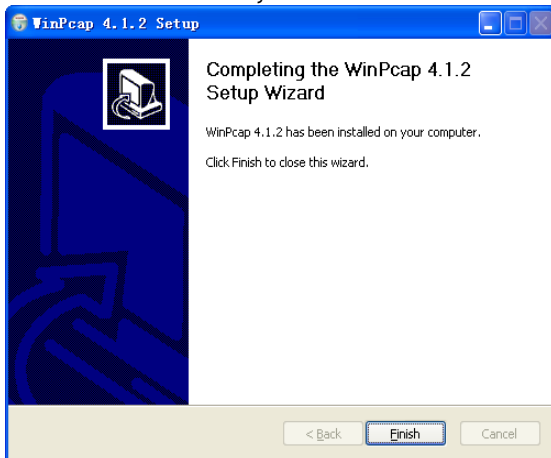 WinPcap 4.1.2 Setup
Completing the WinPcap 4.1.2
Setup Wizard
WinPcap 4.1.2 has been installed on your computer.
Click Finish to close this wizard.
< Back
Finish
Cancel